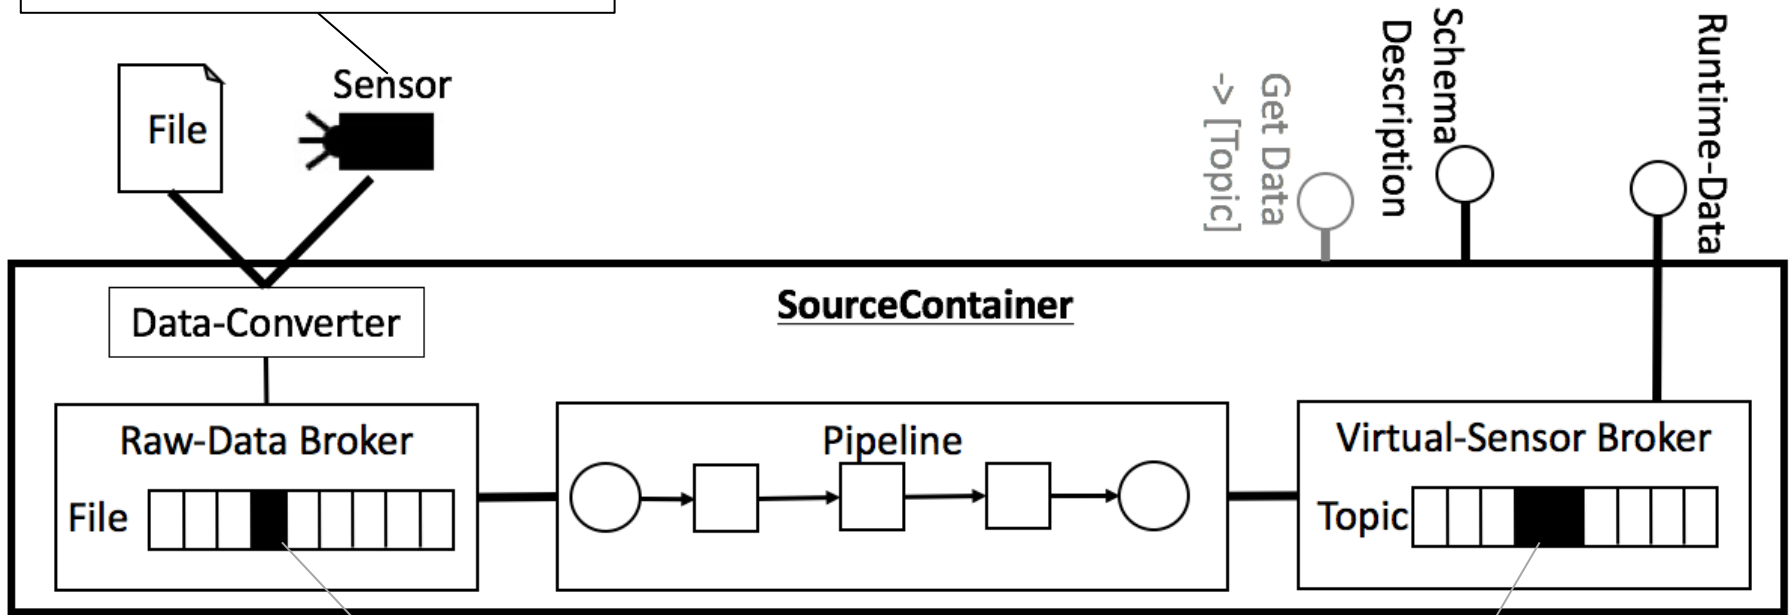 Sensor
File
Get Data
-> [Topic]
Schema
Description
Runtime-Data
SourceContainer
Data-Converter
Raw-Data Broker
File
Pipeline
Virtual-Sensor Broker
Topic